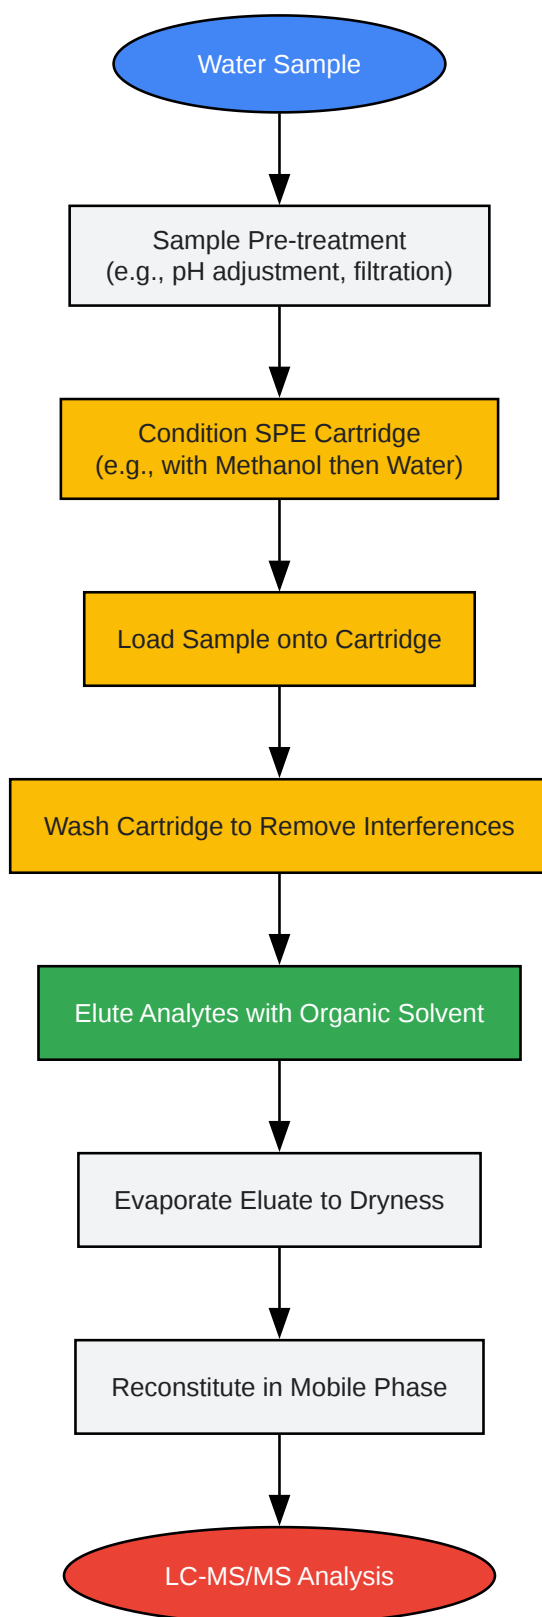 Water Sample
Sample Pre-treatment
(e.g., pH adjustment, filtration)
Condition SPE Cartridge
(e.g., with Methanol then Water)
Load Sample onto Cartridge
Wash Cartridge to Remove Interferences
Elute Analytes with Organic Solvent
Evaporate Eluate to Dryness
Reconstitute in Mobile Phase
LC-MS/MS Analysis